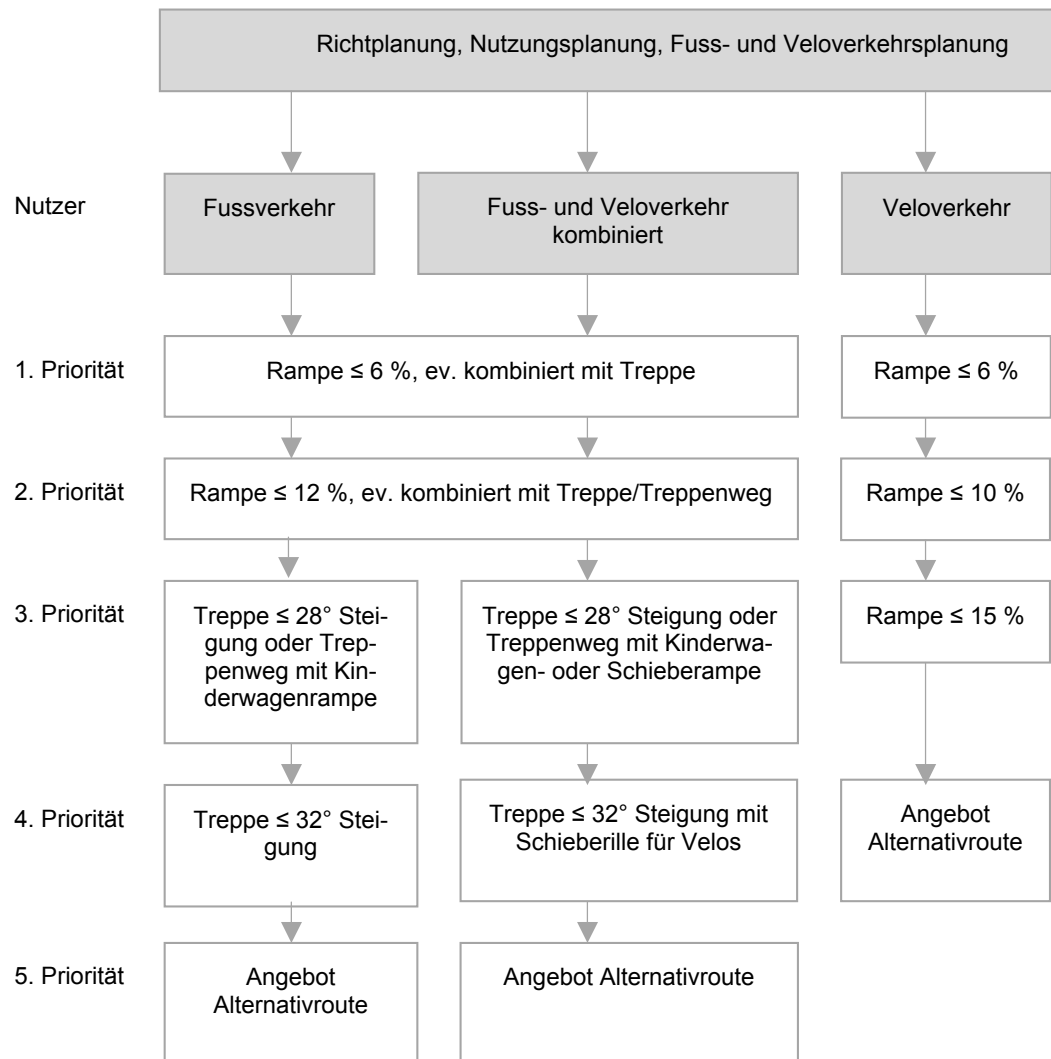 Richtplanung, Nutzungsplanung, Fuss- und Veloverkehrsplanung
Nutzer
Fussverkehr
Fuss- und Veloverkehr
kombiniert
Veloverkehr
1. Priorität
Rampe ≤ 6 %, ev. kombiniert mit Treppe
Rampe ≤ 6 %
2. Priorität
Rampe ≤ 12 %, ev. kombiniert mit Treppe/Treppenweg
Rampe ≤ 10 %
3. Priorität
Treppe ≤ 28° Stei-
gung oder Trep-
penweg mit Kin-
derwagenrampe
Treppe ≤ 28° Steigung oder
Treppenweg mit Kinderwa-
gen- oder Schieberampe
Rampe ≤ 15 %
4. Priorität
Treppe ≤ 32° Stei-
gung
Treppe ≤ 32° Steigung mit
Schieberille für Velos
Angebot
Alternativroute
5. Priorität
Angebot
Alternativroute
Angebot Alternativroute